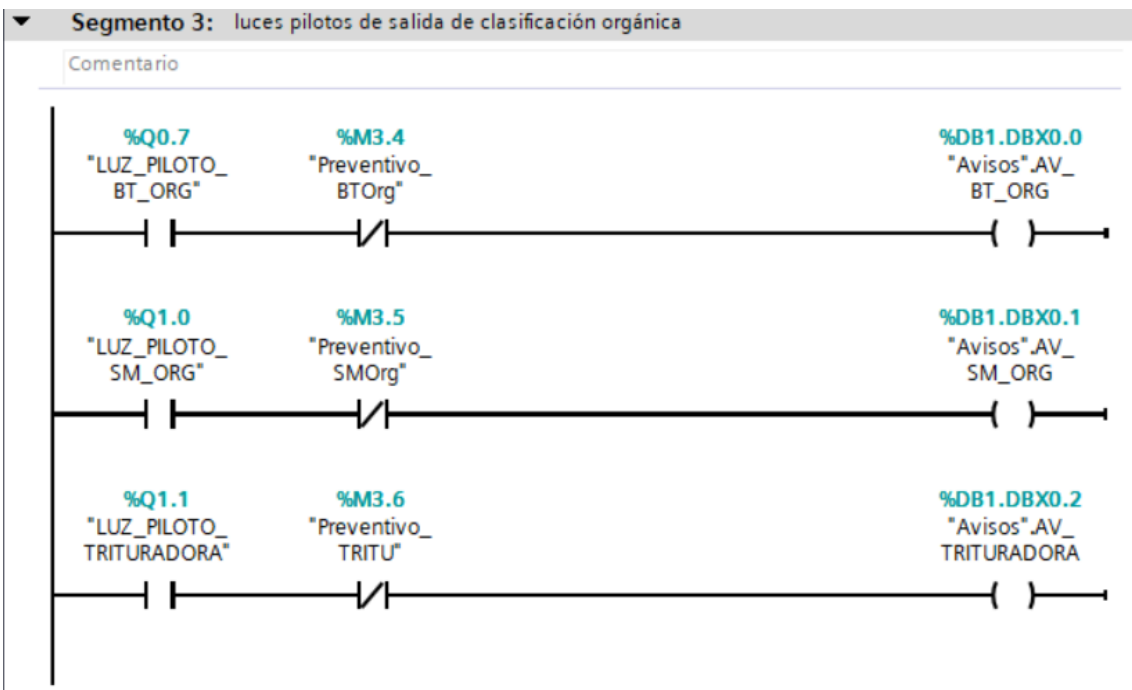 Segmento 3: luces pilotos de salida de clasificación orgánica
Comentario
%Q0.7 %M3.4 %DB1.DBX0.0
"LUZ_PILOTO_ "Preventivo_ "Avisos".AV_
BT_ORG" BTOrg" BT_ORG
%Q1.0 %M3.5 %DB1.DBX0.1
"LUZ_PILOTO_ "Preventivo_ "Avisos".AV_
SM_ORG" SMOrg" SM_ORG
%Q1.1 %M3.6 %DB1.DBX0.2
"LUZ_PILOTO_ "Preventivo_ "Avisos".AV_
TRITURADORA" TRITU" TRITURADORA